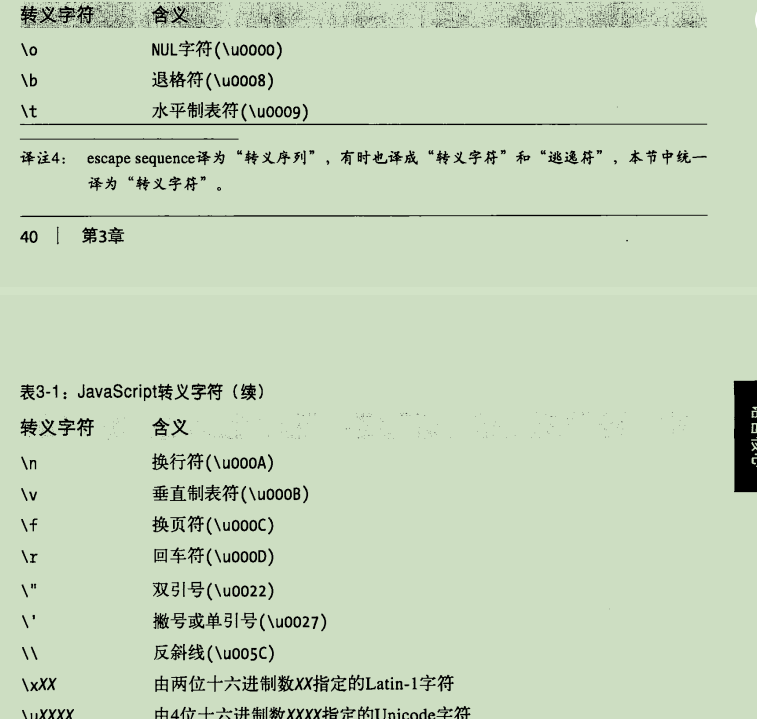 转义字符 含义
\o NUL字符(\u0000)
\b 退格符(\u0008)
\t 水平制表符(\u0009)
译注4: escape sequence译为“转义序列”,有时也译成“转义字符”和“逃逸符”,本节中统一
译为“转义字符”。
40 | 第3章
表3-1:JavaScript转义字符(续)
转义字符 含义
\n 换行符(\u000A)
\v 垂直制表符(\u000B)
\f 换页符(\u000C)
\r 回车符(\u000D)
\" 双引号(\u0022)
\' 撇号或单引号(\u0027)
\\ 反斜线(\u005C)
\xXX 由两位十六进制数XX指定的Latin-1字符
\uXXXX 由4位十六进制数XXXX指定的Unicode字符